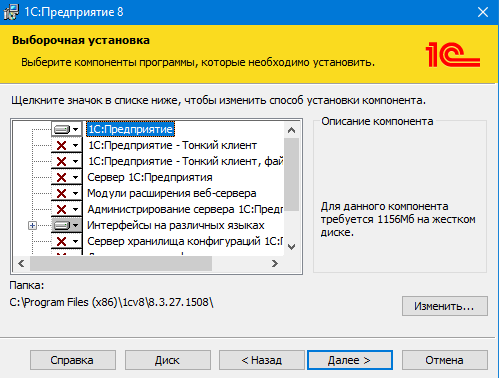 1С:Предприятие 8
Выборочная установка
Выберите компоненты программы, которые необходимо установить.
1С
Щелкните значок в списке ниже, чтобы изменить способ установки компонента.
1С:Предприятие
1С:Предприятие - Тонкий клиент
1С:Предприятие - Тонкий клиент, фай
Сервер 1С:Предприятия
Модули расширения веб-сервера
Администрирование сервера 1С:Пред
Интерфейсы на различных языках
Сервер хранилища конфигураций 1С:П
Описание компонента
Для данного компонента
требуется 1156Мб на жестком
диске.
Папка:
C:\Program Files (x86)\1cv8\8.3.27.1508\
Изменить...
Справка
Диск
< Назад
Далее >
Отмена